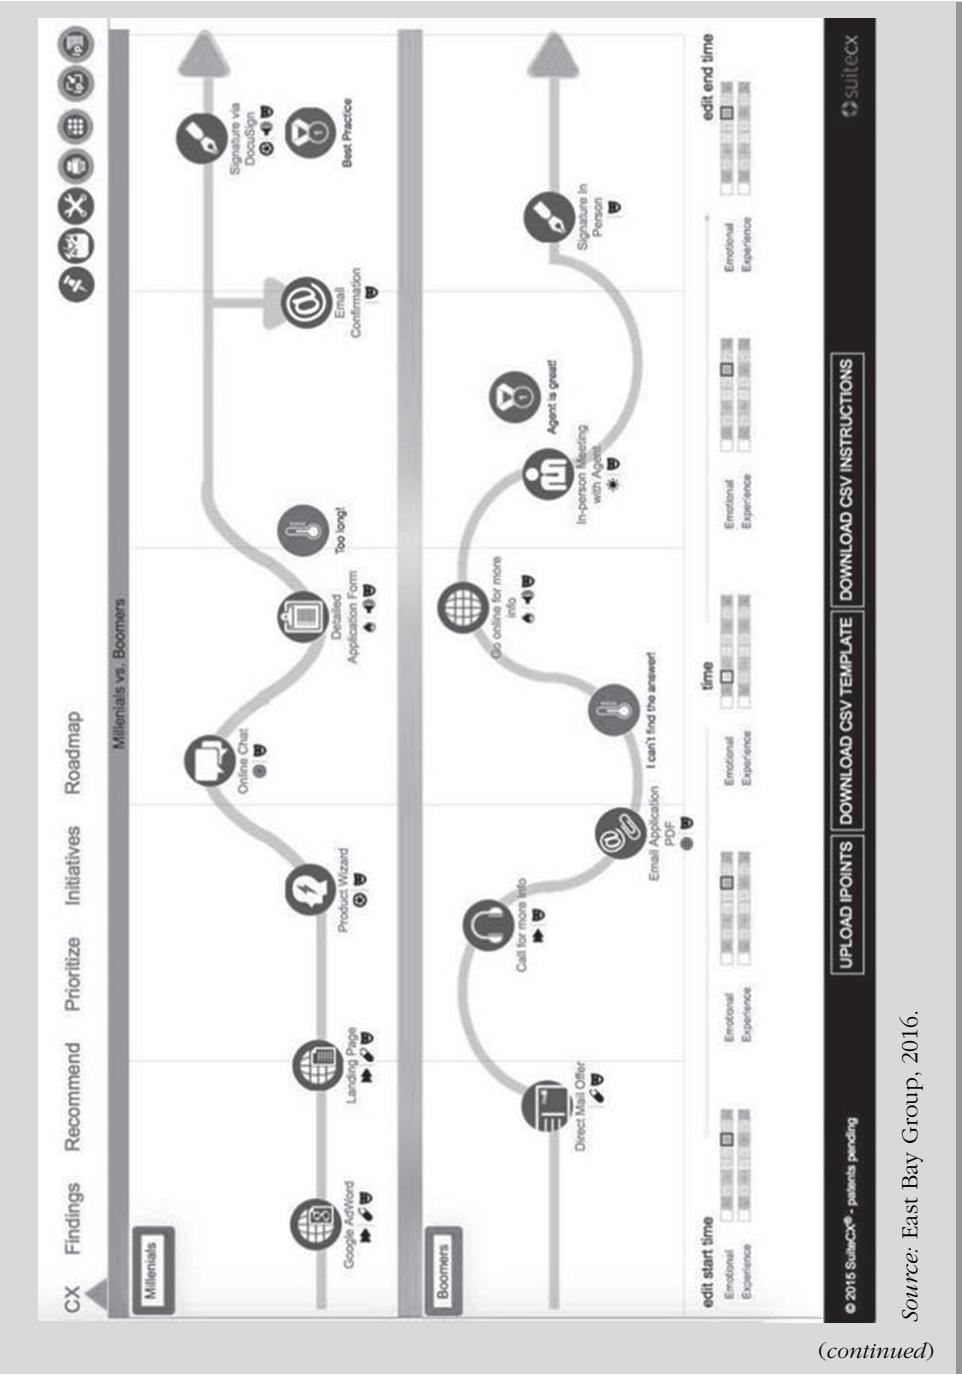 CX Findings Recommend Prioritize Initiatives Roadmap
Millenials vs. Boomers
Millenials
Google AdWord
Landing Page
Product Wizard
Online Chat
Detailed
Application Form
Too long!
Email
Confirmation
Signature via
DocuSign
Best Practice
Boomers
Direct Mail Offer
Call for more info
Email Application
PDF
I can't find the answer!
Go online for more
info
In-person Meeting
with Agent
Agent is great!
Signature In
Person
edit start time time edit end time
Emotional Emotional Emotional Emotional Emotional
Experience Experience Experience Experience Experience
© 2015 SuiteCX® - patents pending UPLOAD IPOINTS DOWNLOAD CSV TEMPLATE DOWNLOAD CSV INSTRUCTIONS suitecx
Source: East Bay Group, 2016.
(continued)